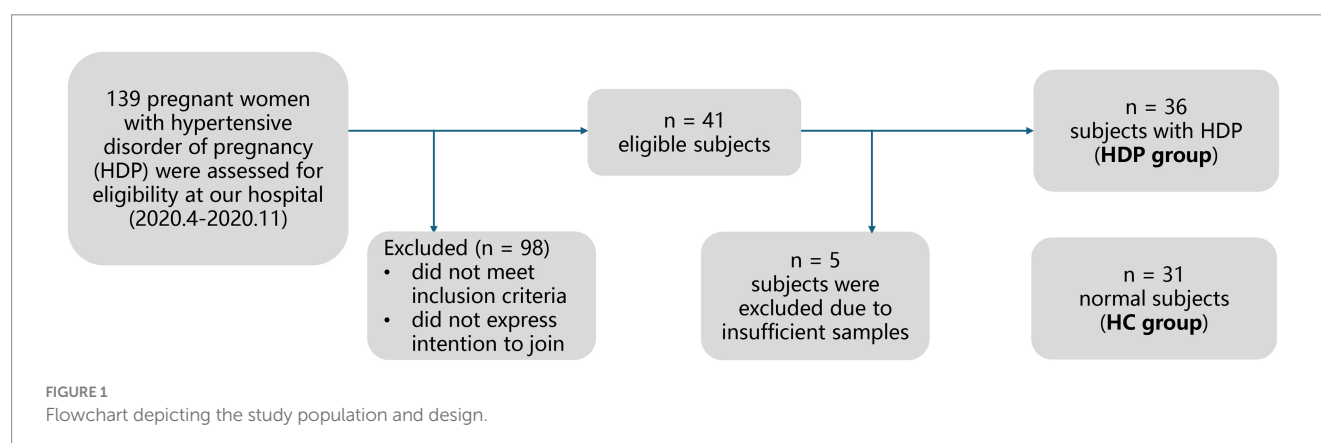 139 pregnant women
with hypertensive
disorder of pregnancy
(HDP) were assessed for
eligibility at our hospital
(2020.4-2020.11)
Excluded (n = 98)
• did not meet
inclusion criteria
• did not express
intention to join
n = 41
eligible subjects
n = 5
subjects were
excluded due to
insufficient samples
n = 36
subjects with HDP
(HDP group)
n = 31
normal subjects
(HC group)
FIGURE 1
Flowchart depicting the study population and design.